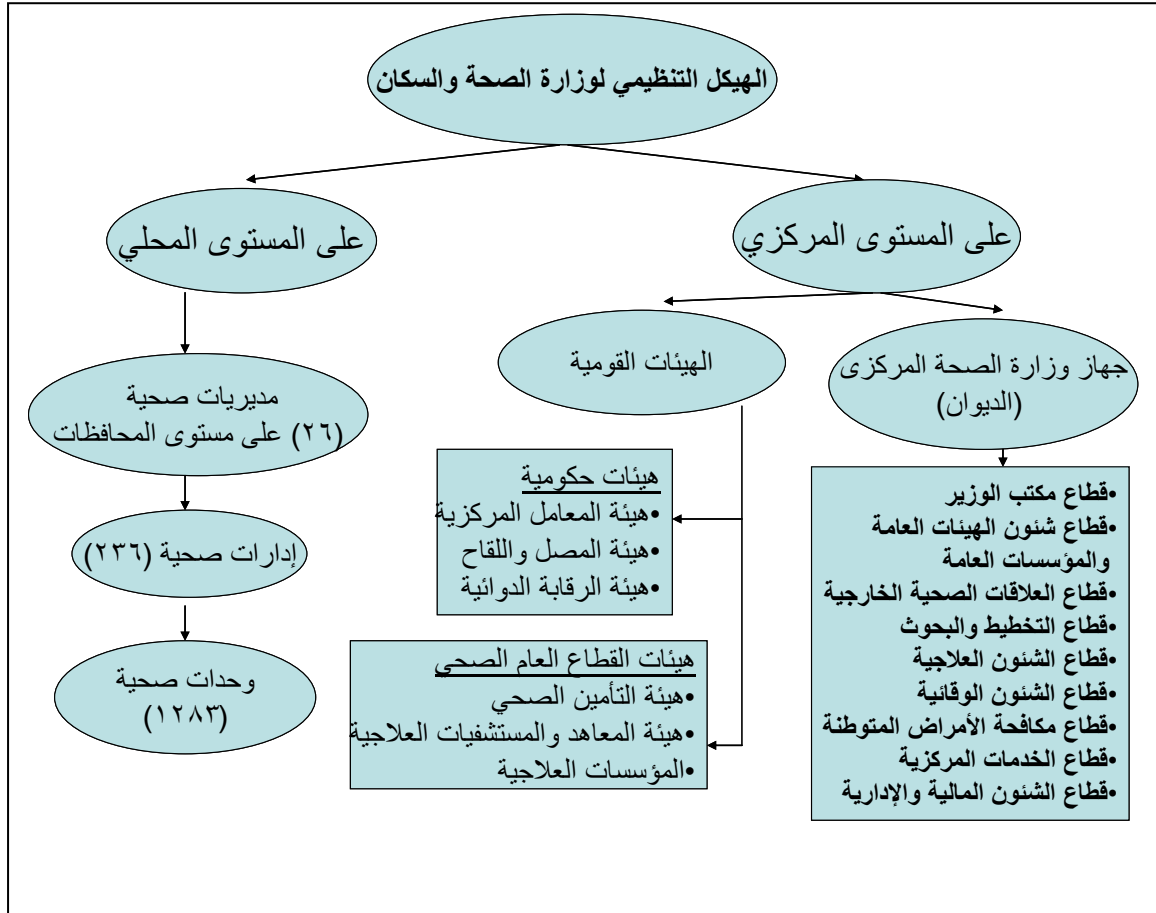 الهيكل التنظيمي لوزارة الصحة والسكان
على المستوى المركزي
على المستوى المحلي
جهاز وزارة الصحة المركزى
(الديوان)
الهيئات القومية
مديريات صحية
(٢٦) على مستوى المحافظات
•قطاع مكتب الوزير
•قطاع شئون الهيئات العامة
والمؤسسات العامة
•قطاع العلاقات الصحية الخارجية
•قطاع التخطيط والبحوث
•قطاع الشئون العلاجية
•قطاع الشئون الوقائية
•قطاع مكافحة الأمراض المتوطنة
•قطاع الخدمات المركزية
•قطاع الشئون المالية والإدارية
هيئات حكومية
•هيئة المعامل المركزية
•هيئة المصل واللقاح
•هيئة الرقابة الدوائية
هيئات القطاع العام الصحي
•هيئة التأمين الصحي
•هيئة المعاهد والمستشفيات العلاجية
•المؤسسات العلاجية
إدارات صحية (٢٣٦)
وحدات صحية
(١٢٨٣)